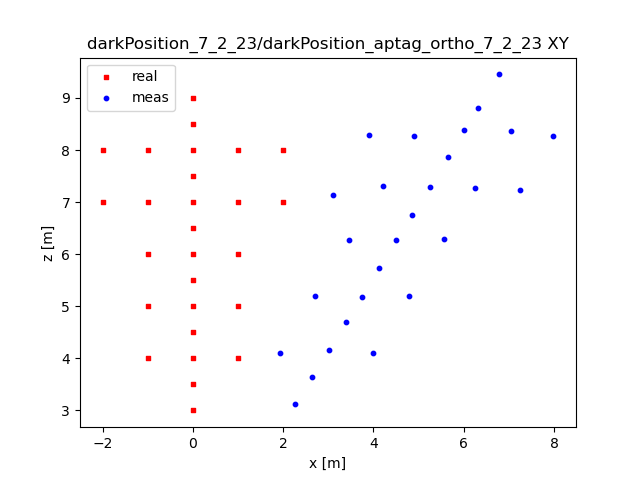 darkPosition_7_2_23/darkPosition_aptag_ortho_7_2_23 XY
real
meas
9
8
7
6
5
4
3
z [m]
−2 0 2 4 6 8
x [m]